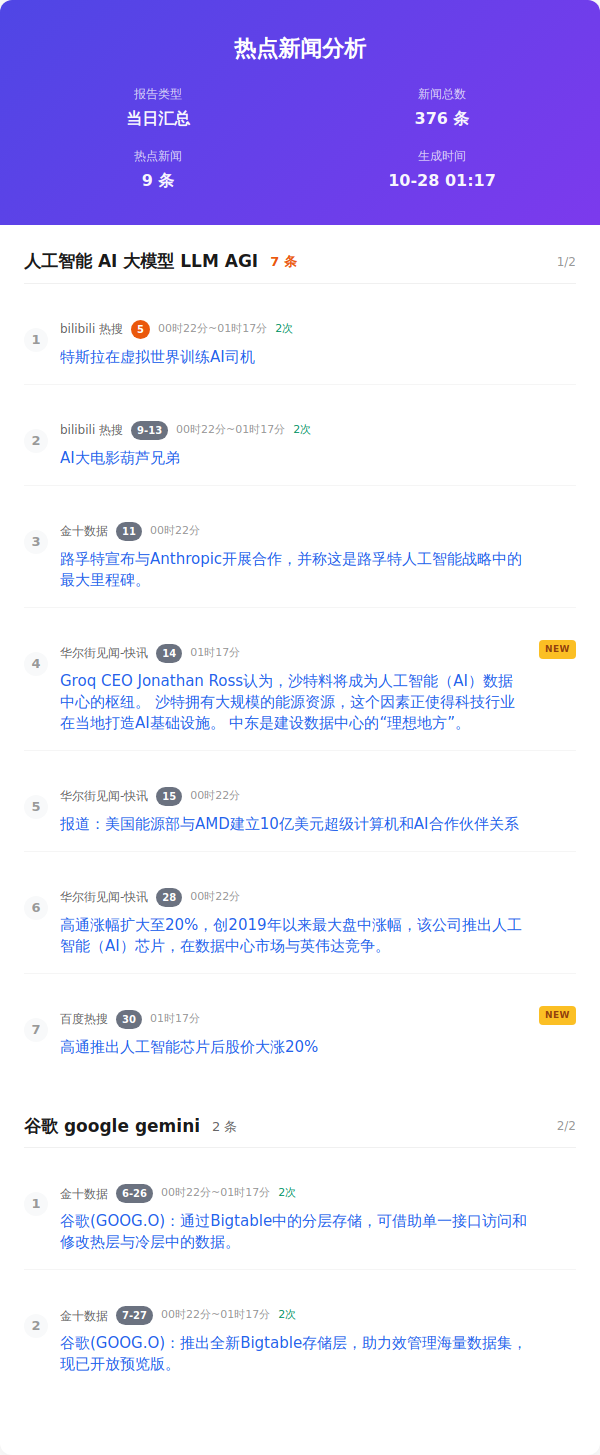 热点新闻分析
报告类型
新闻总数
当日汇总
376 条
热点新闻
生成时间
9 条
10-28 01:17
人工智能 AI 大模型 LLM AGI 7 条 1/2
1
bilibili 热搜 5 00时22分~01时17分 2次
特斯拉在虚拟世界训练AI司机
2
bilibili 热搜 9-13 00时22分~01时17分 2次
AI大电影葫芦兄弟
3
金十数据 11 00时22分
路孚特宣布与Anthropic开展合作，并称这是路孚特人工智能战略中的
最大里程碑。
4
华尔街见闻-快讯 14 01时17分 NEW
Groq CEO Jonathan Ross认为，沙特料将成为人工智能（AI）数据
中心的枢纽。 沙特拥有大规模的能源资源，这个因素正使得科技行业
在当地打造AI基础设施。 中东是建设数据中心的“理想地方”。
5
华尔街见闻-快讯 15 00时22分
报道：美国能源部与AMD建立10亿美元超级计算机和AI合作伙伴关系
6
华尔街见闻-快讯 28 00时22分
高通涨幅扩大至20%，创2019年以来最大盘中涨幅，该公司推出人工
智能（AI）芯片，在数据中心市场与英伟达竞争。
7
百度热搜 30 01时17分 NEW
高通推出人工智能芯片后股价大涨20%
谷歌 google gemini 2 条 2/2
1
金十数据 6-26 00时22分~01时17分 2次
谷歌(GOOG.O)：通过Bigtable中的分层存储，可借助单一接口访问和
修改热层与冷层中的数据。
2
金十数据 7-27 00时22分~01时17分 2次
谷歌(GOOG.O)：推出全新Bigtable存储层，助力效管理海量数据集，
现已开放预览版。